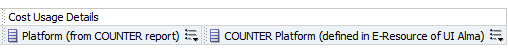 Cost Usage Details
Platform (from COUNTER report) COUNTER Platform (defined in E-Resource of UI Alma)